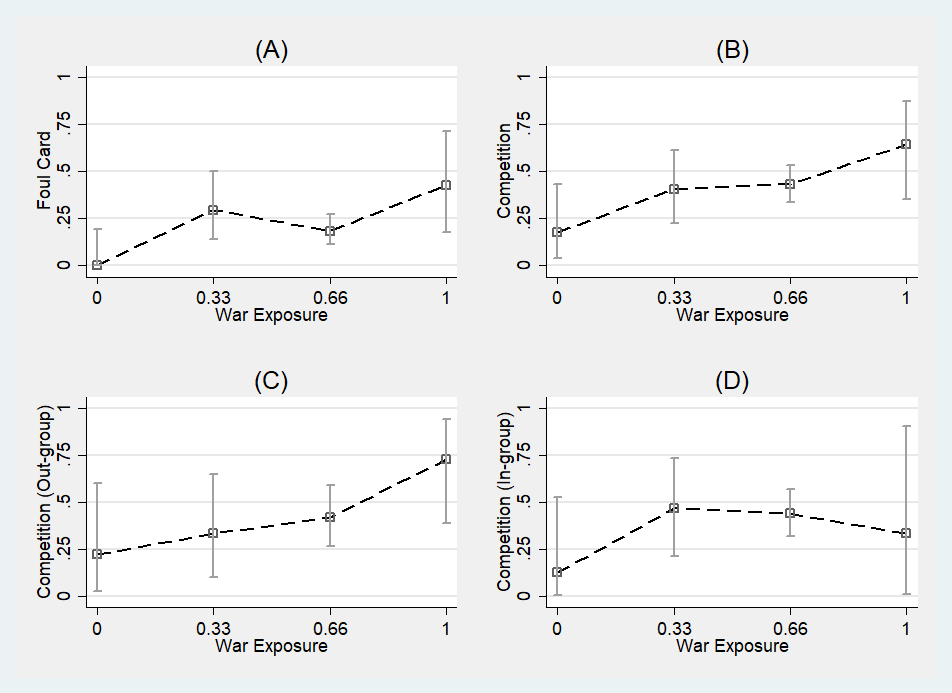 (A)
Foul Card
1
.75
.5
.25
0
0 0.33 0.66 1
War Exposure
(B)
Competition
1
.75
.5
.25
0
0 0.33 0.66 1
War Exposure
(C)
Competition (Out-group)
1
.75
.5
.25
0
0 0.33 0.66 1
War Exposure
(D)
Competition (In-group)
1
.75
.5
.25
0
0 0.33 0.66 1
War Exposure